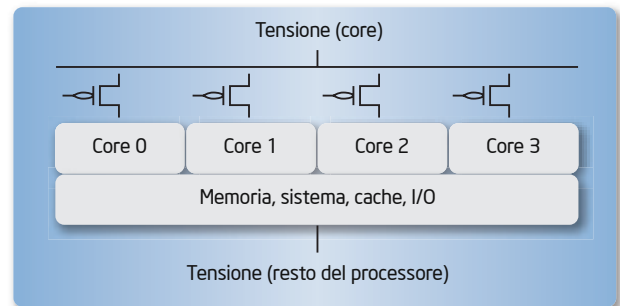 Tensione (core)
Core 0
Core 1
Core 2
Core 3
Memoria, sistema, cache, I/O
Tensione (resto del processore)